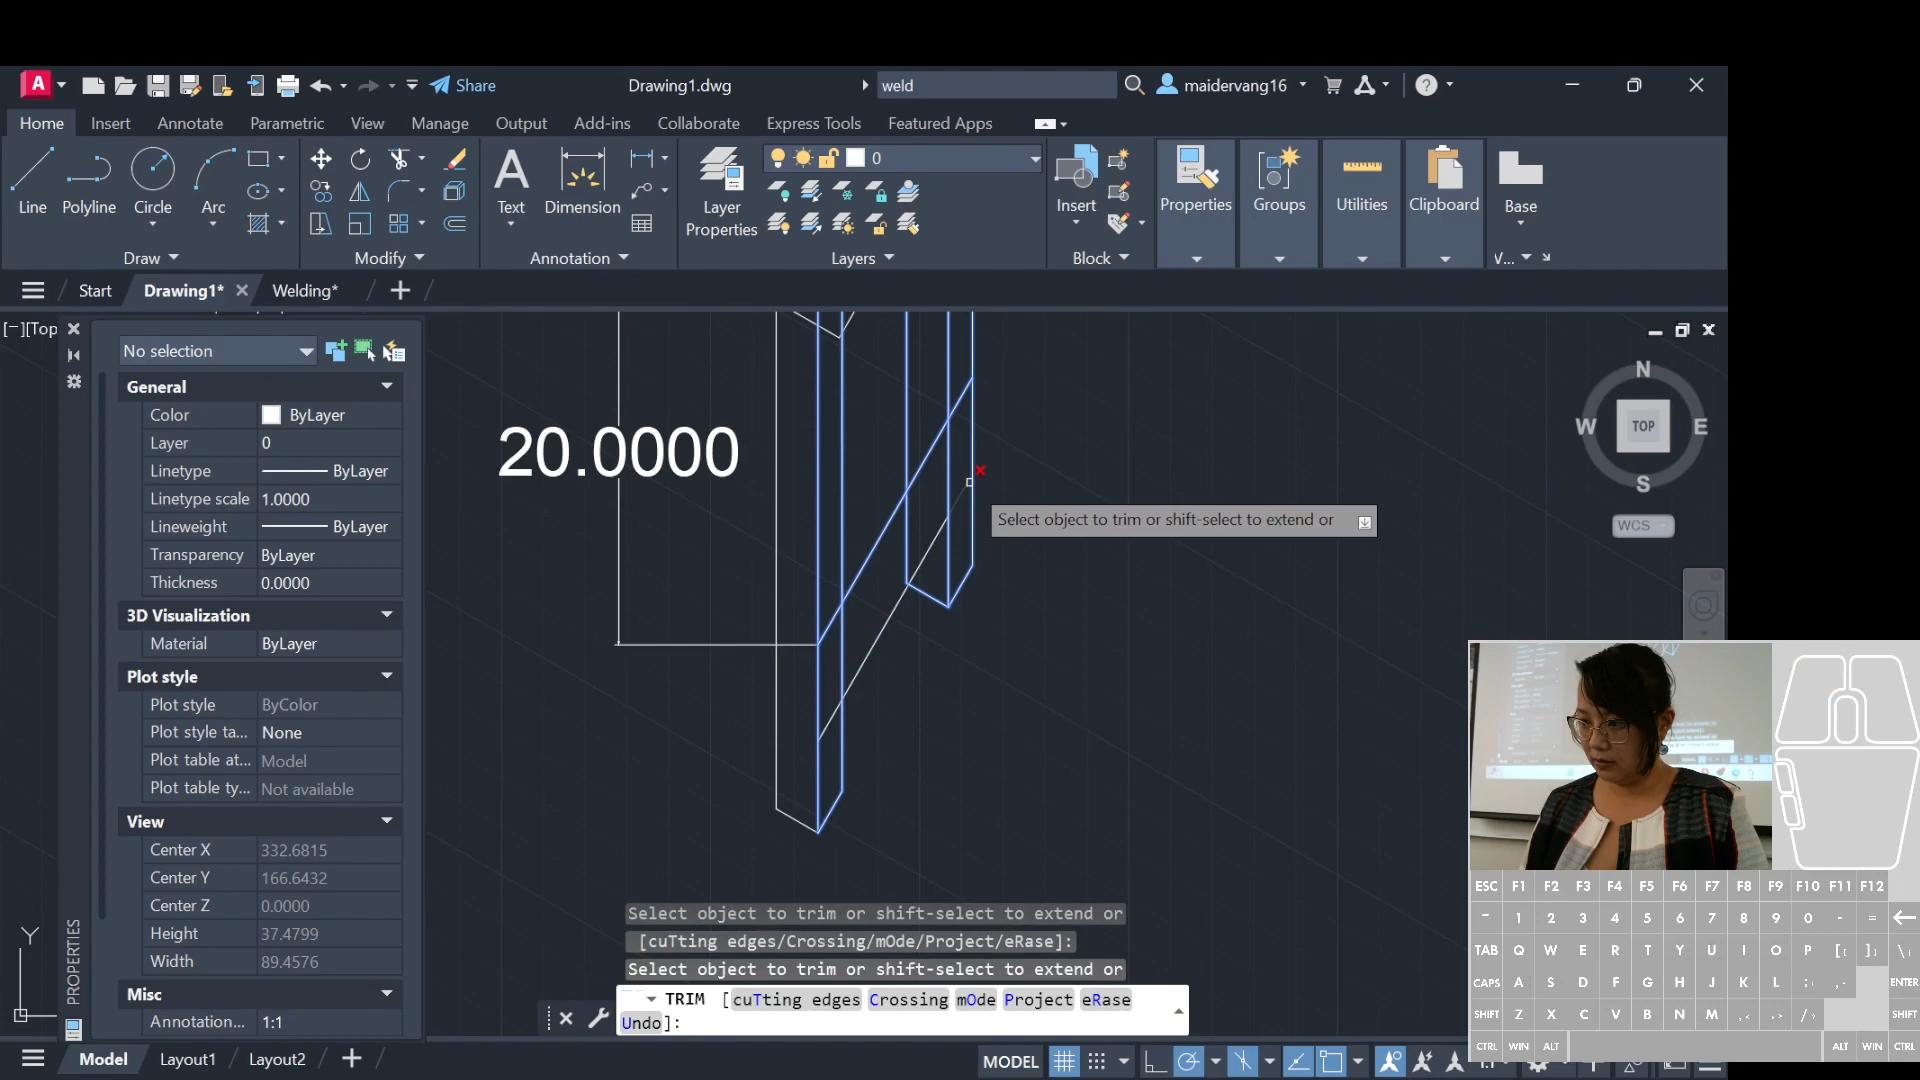 A
Share
Drawing1.dwg
weld
maidervang16
Home Insert Annotate Parametric View Manage Output Add-ins Collaborate Express Tools Featured Apps
Line Polyline Circle Arc
A
Text Dimension
Layer Properties
0
Insert
Properties Groups Utilities Clipboard Base
Draw Modify Annotation Layers Block V...
Start Drawing1* Welding*
[−][Top
No selection
General
Color ByLayer
Layer 0
Linetype ByLayer
Linetype scale 1.0000
Lineweight ByLayer
Transparency ByLayer
Thickness 0.0000
3D Visualization
Material ByLayer
Plot style
Plot style ByColor
Plot style ta... None
Plot table at... Model
Plot table ty... Not available
View
Center X 332.6815
Center Y 166.6432
Center Z 0.0000
Height 37.4799
Width 89.4576
Misc
Annotation... 1:1
PROPERTIES
Y
20.0000
Select object to trim or shift-select to extend or
N
W TOP E
S
WCS
Select object to trim or shift-select to extend or
[cuTting edges/Crossing/mOde/Project/eRase]:
Select object to trim or shift-select to extend or
TRIM [cuTting edges Crossing mOde Project eRase
Undo]:
Model Layout1 Layout2
MODEL
ESC F1 F2 F3 F4 F5 F6 F7 F8 F9 F10 F11 F12
1 2 3 4 5 6 7 8 9 0 - =
TAB Q W E R T Y U I O P [ ]
CAPS A S D F G H J K L ENTER
SHIFT Z X C V B N M SHIFT
CTRL WIN ALT ALT WIN CTRL